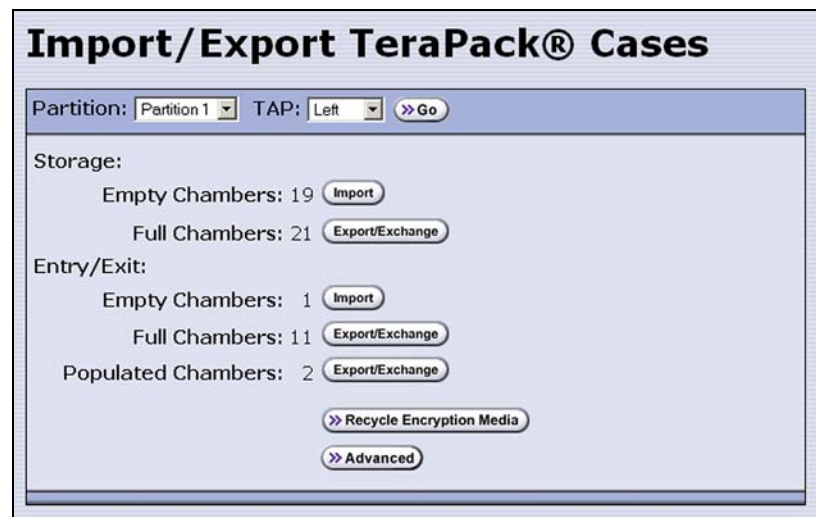 Import/Export TeraPack® Cases
Partition: Partition 1 TAP: Left >> Go
Storage:
Empty Chambers: 19 Import
Full Chambers: 21 Export/Exchange
Entry/Exit:
Empty Chambers: 1 Import
Full Chambers: 11 Export/Exchange
Populated Chambers: 2 Export/Exchange
>> Recycle Encryption Media
>> Advanced